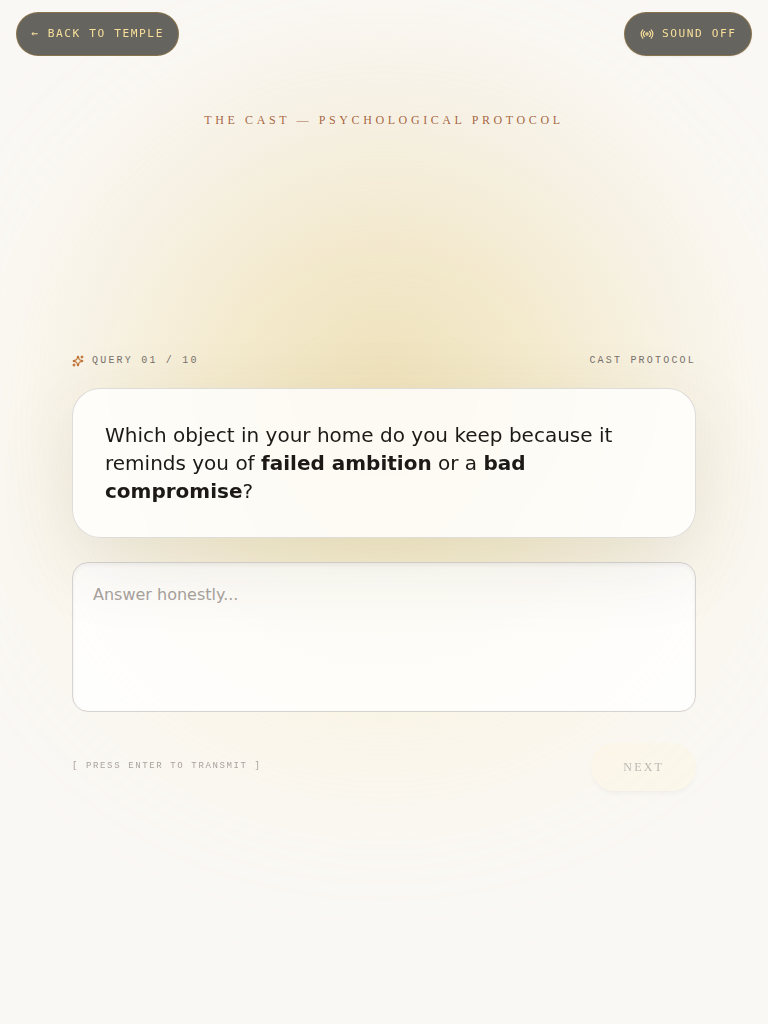 ← BACK TO TEMPLE
SOUND OFF
THE CAST — PSYCHOLOGICAL PROTOCOL
QUERY 01 / 10
CAST PROTOCOL
Which object in your home do you keep because it
reminds you of failed ambition or a bad
compromise?
Answer honestly...
[ PRESS ENTER TO TRANSMIT ]
NEXT